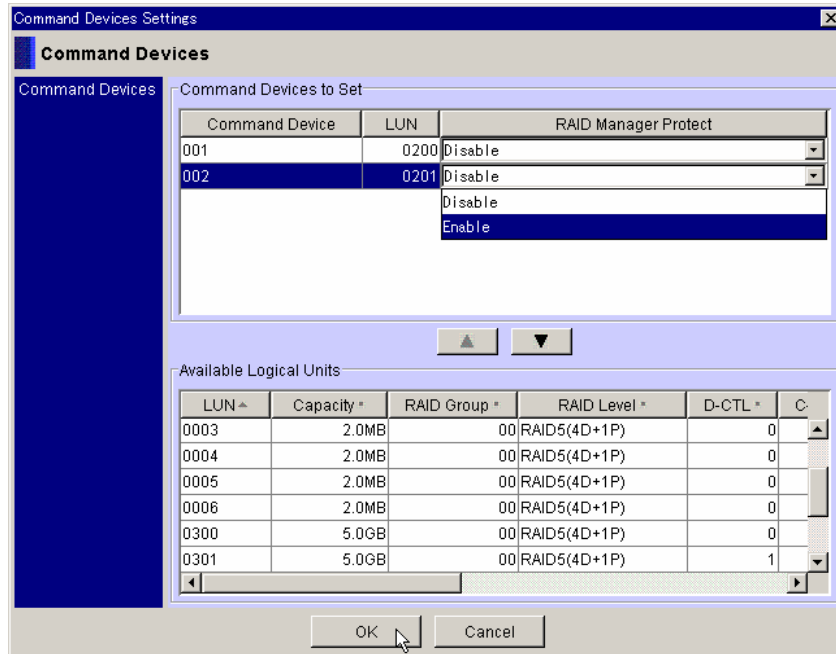 Command Devices Settings
Command Devices
Command Devices
Command Devices to Set
Command Device LUN RAID Manager Protect
001 0200 Disable
002 0201 Disable
Disable
Enable
Available Logical Units
LUN Capacity RAID Group RAID Level D-CTL C-
0003 2.0MB 00 RAID5(4D+1P) 0
0004 2.0MB 00 RAID5(4D+1P) 0
0005 2.0MB 00 RAID5(4D+1P) 0
0006 2.0MB 00 RAID5(4D+1P) 0
0300 5.0GB 00 RAID5(4D+1P) 0
0301 5.0GB 00 RAID5(4D+1P) 1
OK Cancel